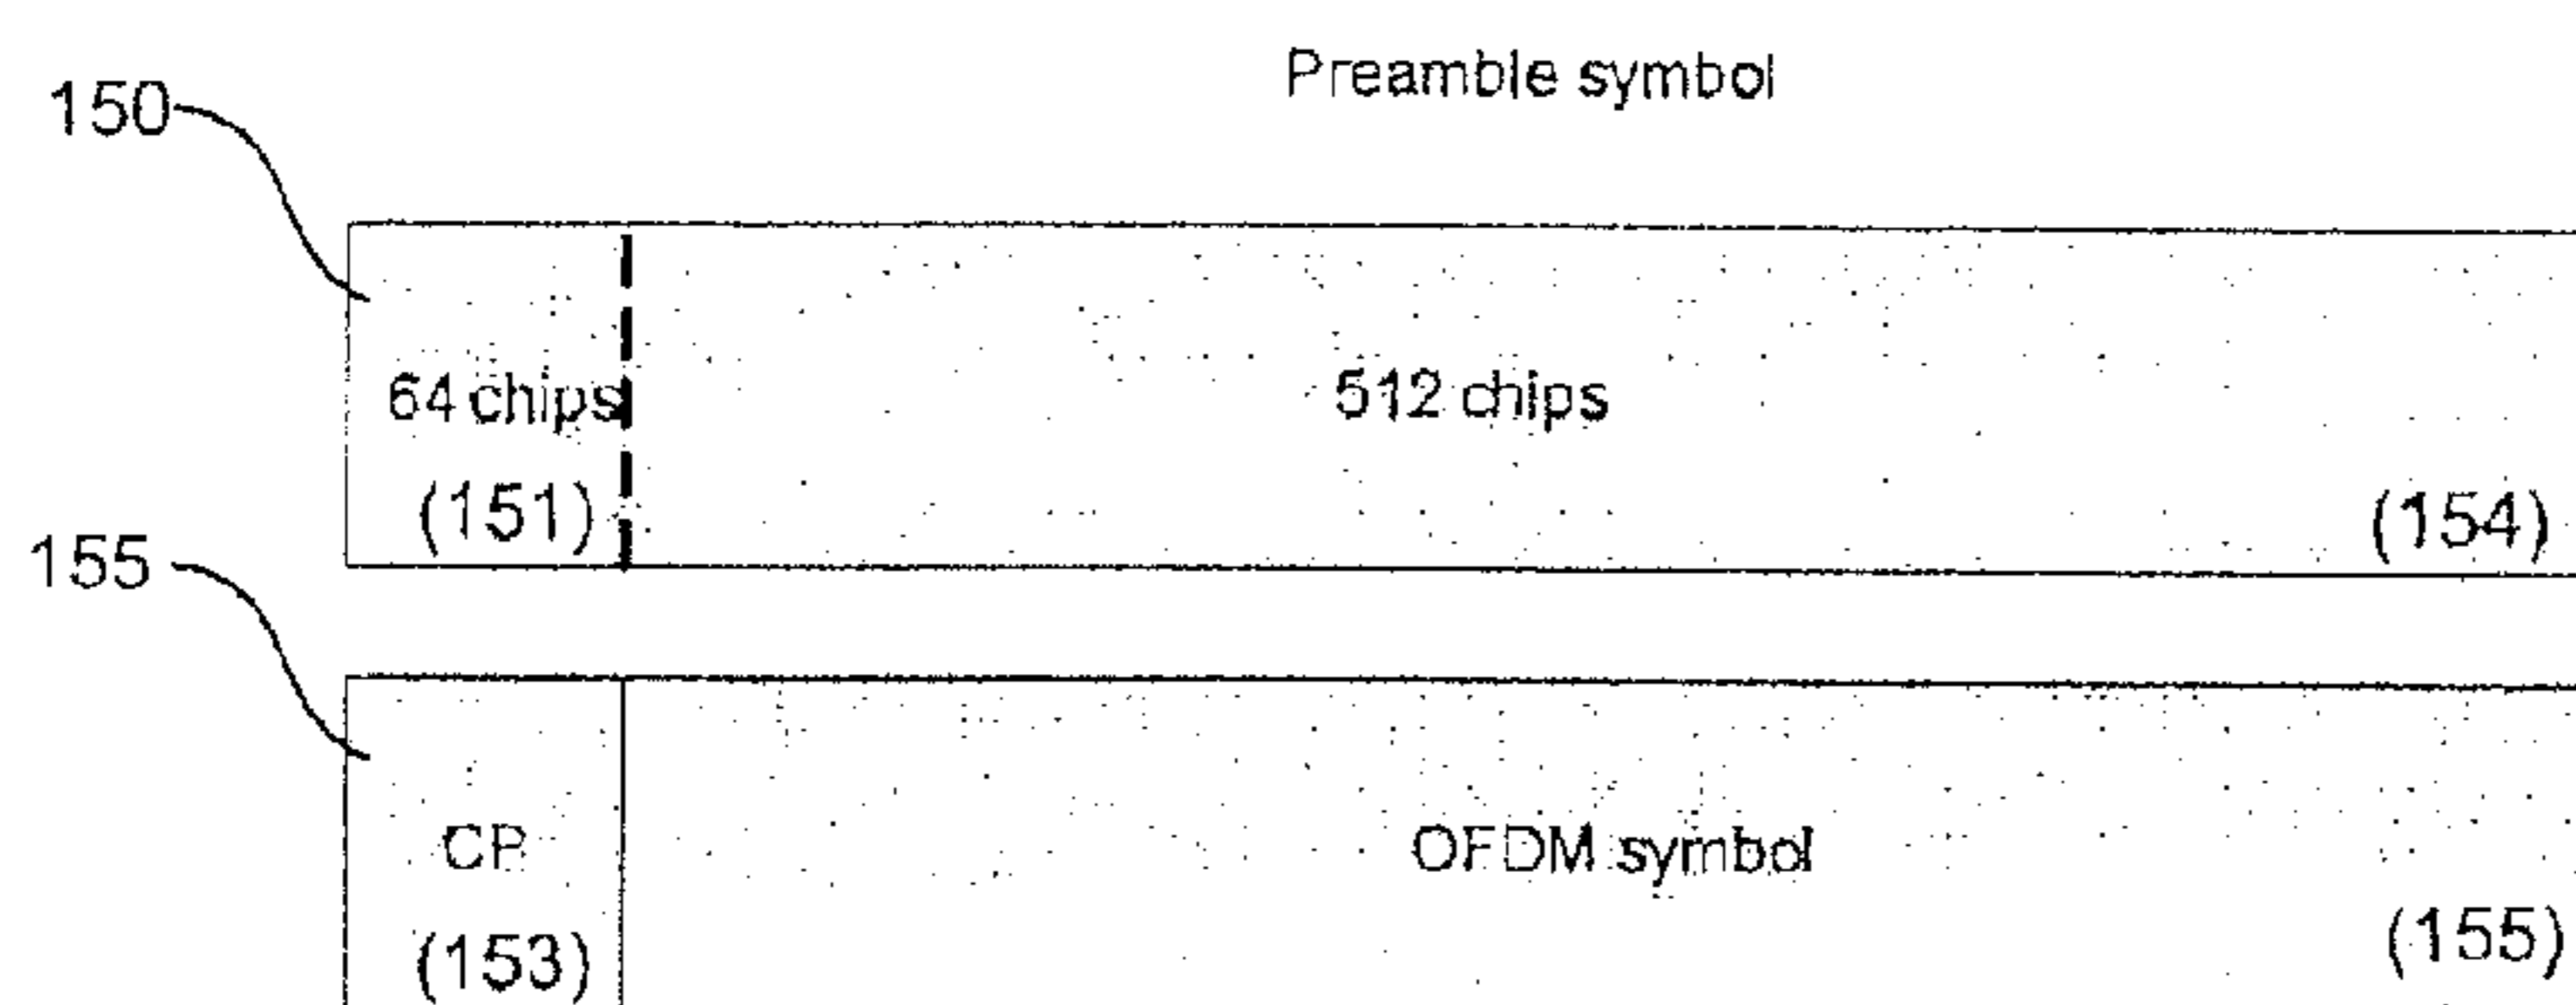 Preamble symbol
150
64 chips 512 chips
(151) (154)
155
CP OFDM symbol
(153) (155)